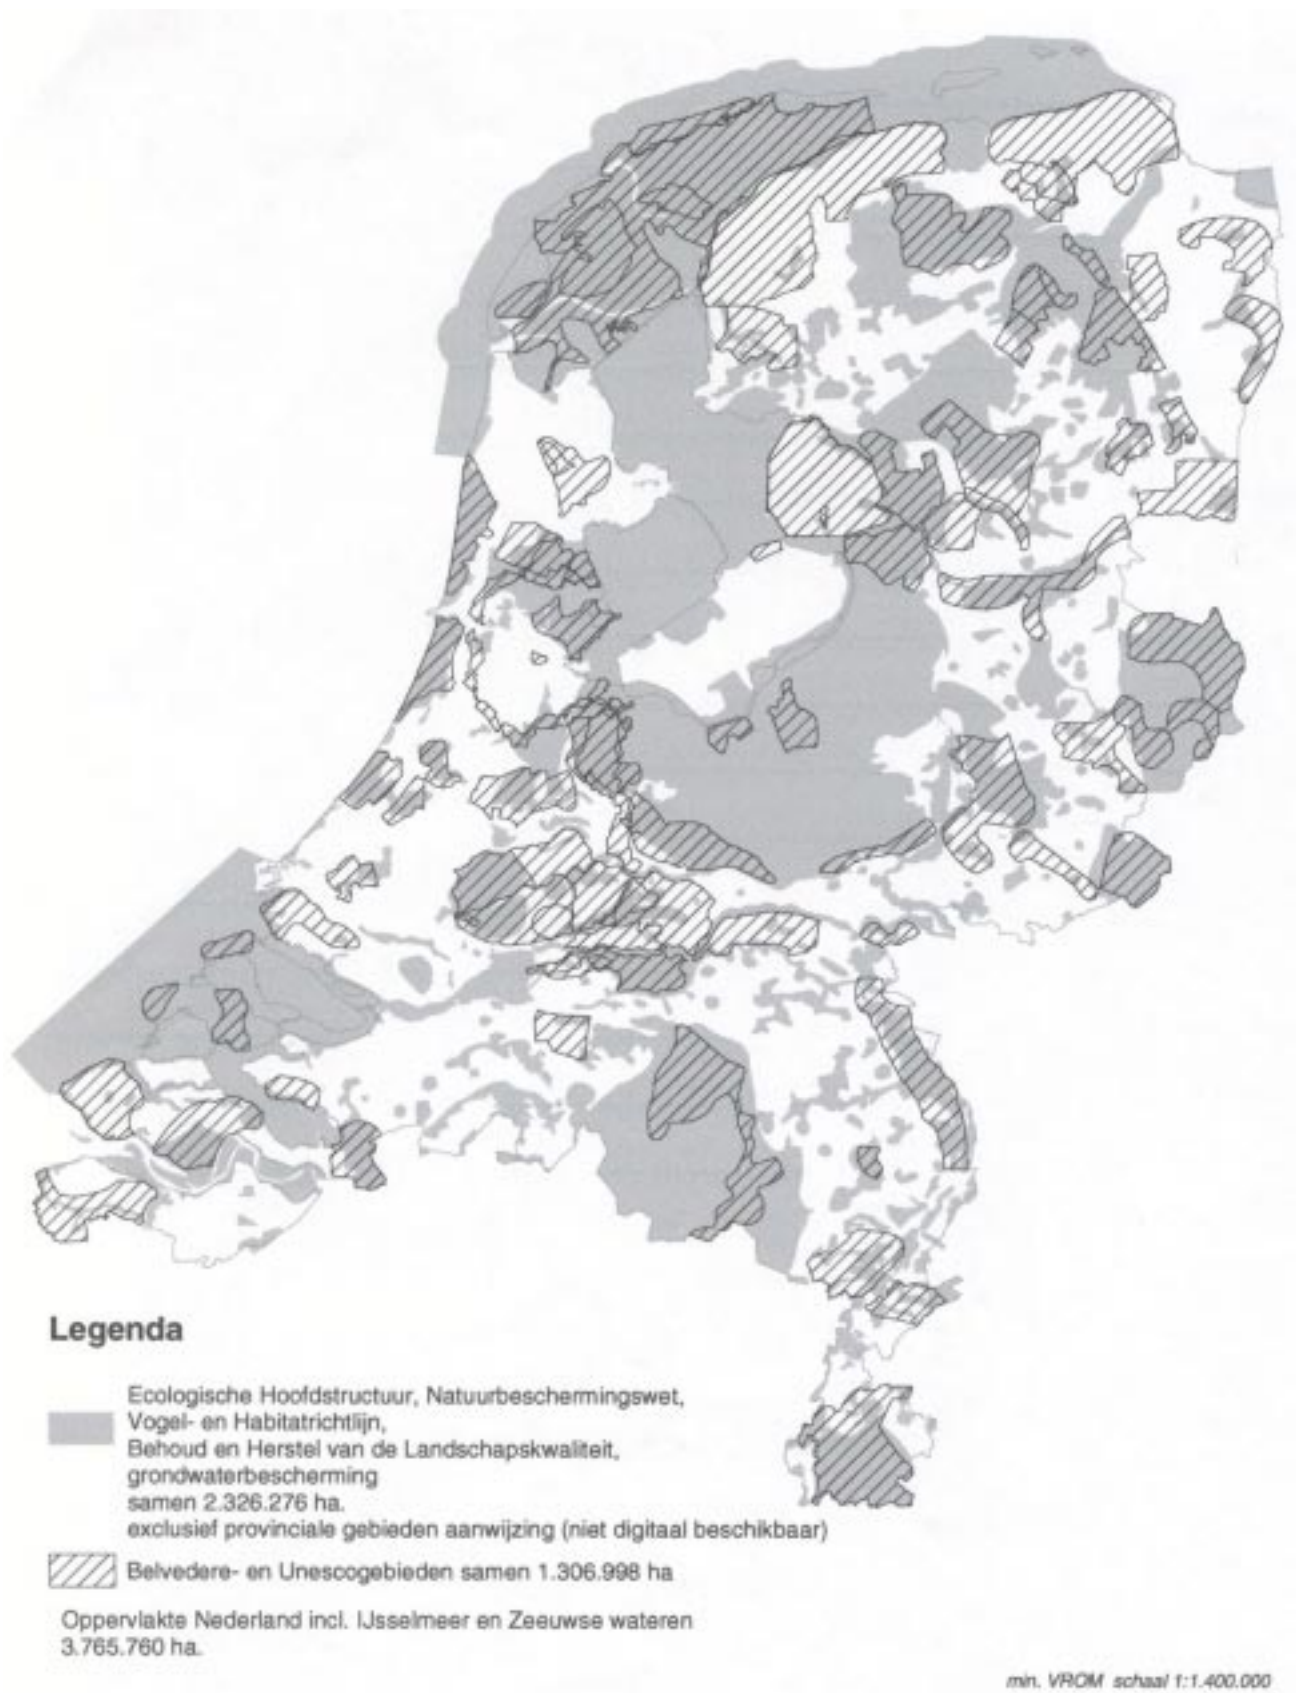 Legenda
Ecologische Hoofdstructuur, Natuurbeschermingswet,
Vogel- en Habitatrichtlijn,
Behoud en Herstel van de Landschapskwaliteit,
grondwaterbescherming
samen 2.326.276 ha.
exclusief provinciale gebieden aanwijzing (niet digitaal beschikbaar)
Belvedere- en Unescogebieden samen 1.306.998 ha
Oppervlakte Nederland incl. IJsselmeer en Zeeuwse wateren
3.765.760 ha.
min. VROM schaal 1:1.400.000